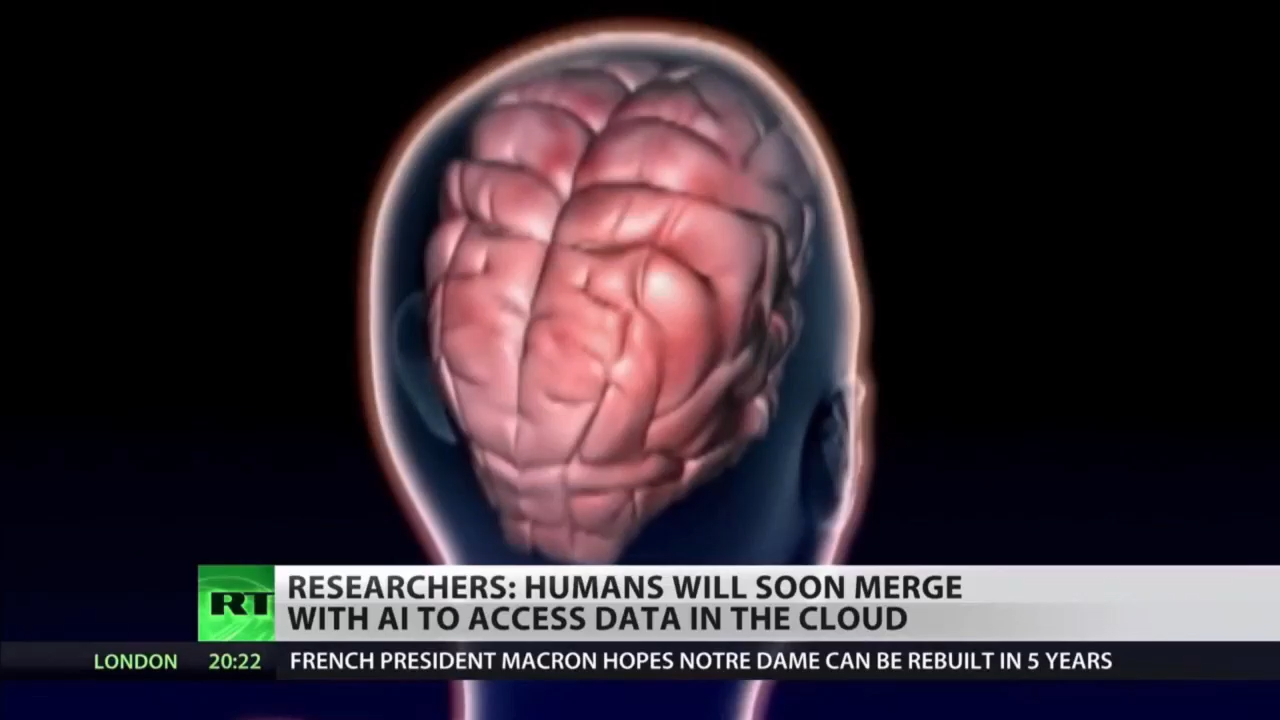 RT
RESEARCHERS: HUMANS WILL SOON MERGE
WITH AI TO ACCESS DATA IN THE CLOUD
LONDON 20:22 FRENCH PRESIDENT MACRON HOPES NOTRE DAME CAN BE REBUILT IN 5 YEARS